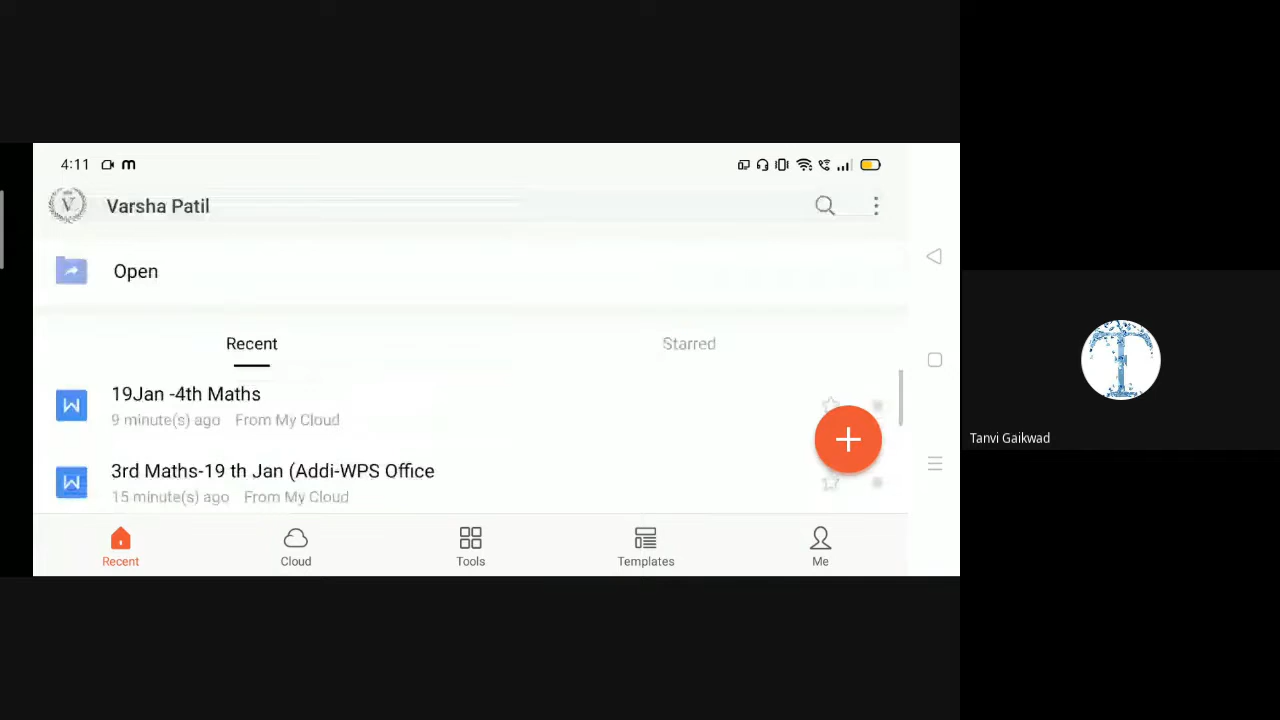 4:11
Varsha Patil
Open
Recent
Starred
19Jan -4th Maths
9 minute(s) ago From My Cloud
3rd Maths-19 th Jan (Addi-WPS Office
15 minute(s) ago From My Cloud
Recent
Cloud
Tools
Templates
Me
Tanvi Gaikwad